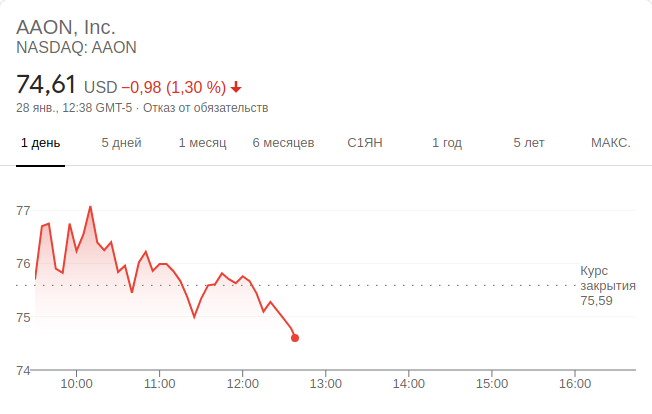 AAON, Inc.
NASDAQ: AAON
74,61 USD −0,98 (1,30 %)
28 янв., 12:38 GMT-5 · Отказ от обязательств
1 день 5 дней 1 месяц 6 месяцев С1ЯН 1 год 5 лет МАКС.
77
76
Курс
закрытия
75,59
75
74
10:00 11:00 12:00 13:00 14:00 15:00 16:00